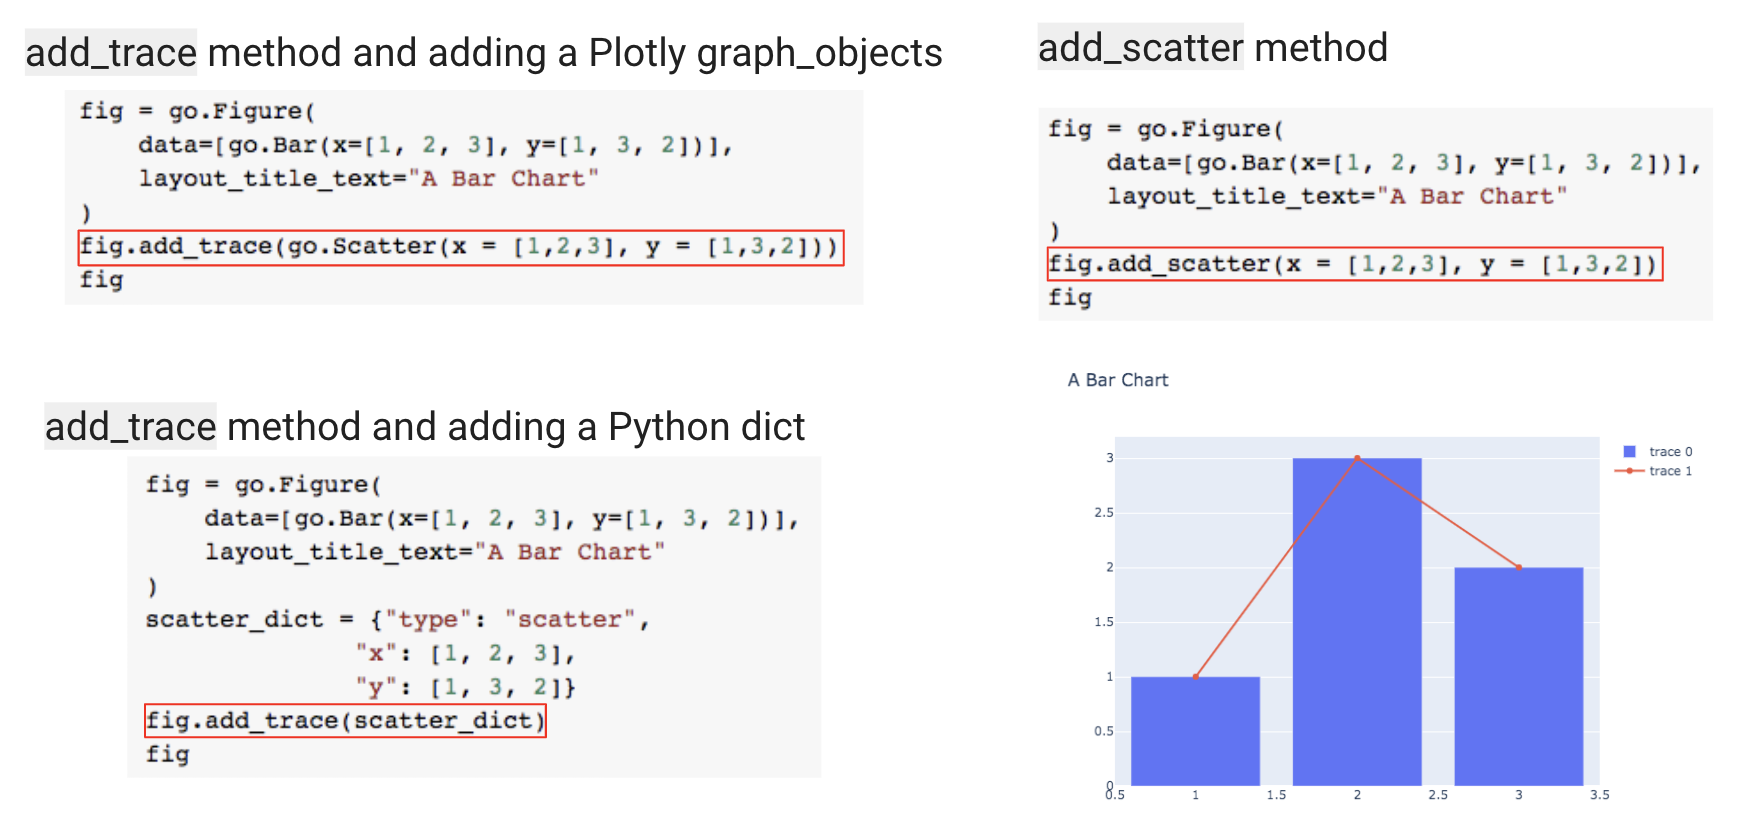 add_trace method and adding a Plotly graph_objects
fig = go.Figure(
    data=[go.Bar(x=[1, 2, 3], y=[1, 3, 2])],
    layout_title_text="A Bar Chart"
)
fig.add_trace(go.Scatter(x = [1,2,3], y = [1,3,2]))
fig
add_scatter method
fig = go.Figure(
    data=[go.Bar(x=[1, 2, 3], y=[1, 3, 2])],
    layout_title_text="A Bar Chart"
)
fig.add_scatter(x = [1,2,3], y = [1,3,2])
fig
add_trace method and adding a Python dict
fig = go.Figure(
    data=[go.Bar(x=[1, 2, 3], y=[1, 3, 2])],
    layout_title_text="A Bar Chart"
)
scatter_dict = {"type": "scatter",
              "x": [1, 2, 3],
              "y": [1, 3, 2]}
fig.add_trace(scatter_dict)
fig
A Bar Chart
3
2.5
2
1.5
1
0.5
0
0.5 1 1.5 2 2.5 3 3.5
trace 0
trace 1